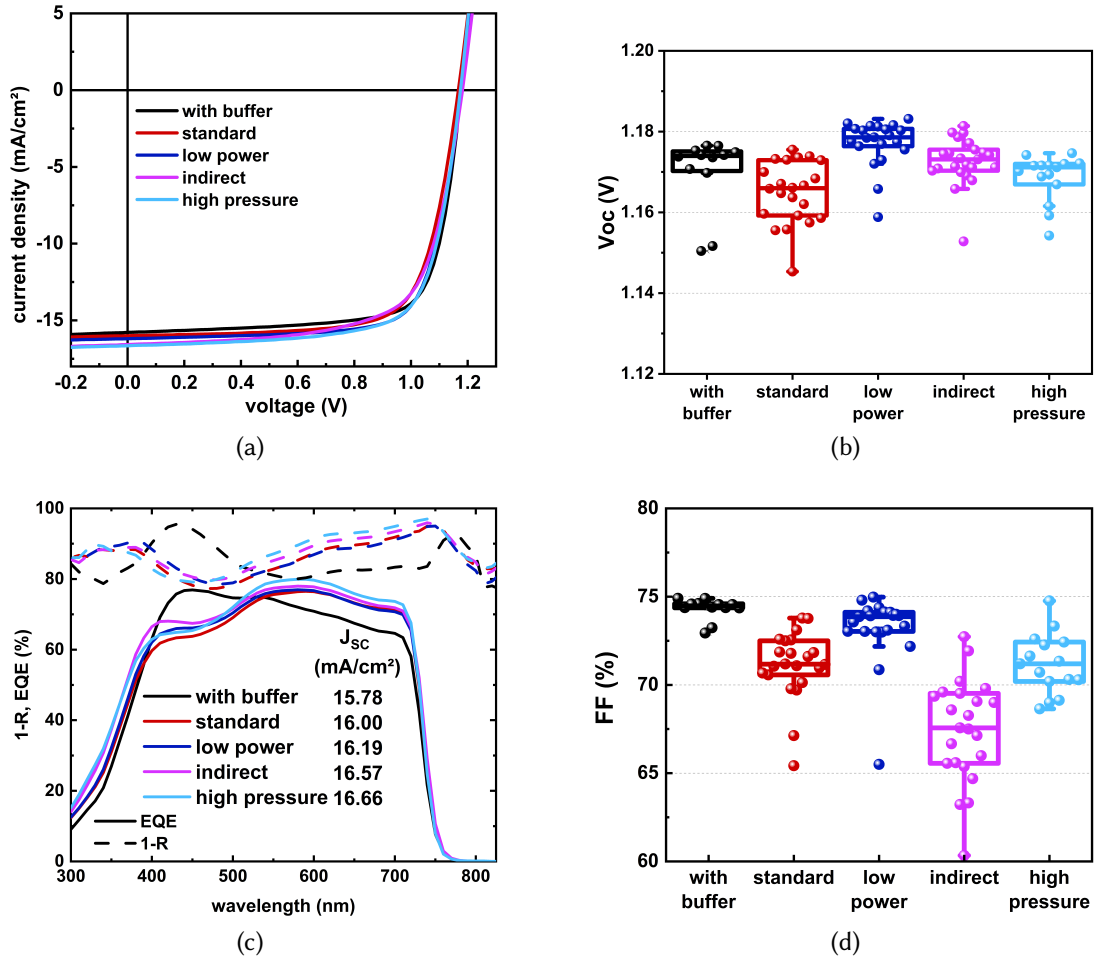 5
0
-5
-10
-15
-0.2
0.0
0.2
0.4
0.6
0.8
1.0
1.2
current density (mA/cm²)
voltage (V)
with buffer
standard
low power
indirect
high pressure
(a)
1.20
1.18
1.16
1.14
1.12
Voc (V)
with
buffer
standard
low
power
indirect
high
pressure
(b)
100
80
60
40
20
0
300
400
500
600
700
800
1-R, EQE (%)
wavelength (nm)
JSC
(mA/cm²)
with buffer 15.78
standard 16.00
low power 16.19
indirect 16.57
high pressure 16.66
EQE
1-R
(c)
80
75
70
65
60
FF (%)
with
buffer
standard
low
power
indirect
high
pressure
(d)